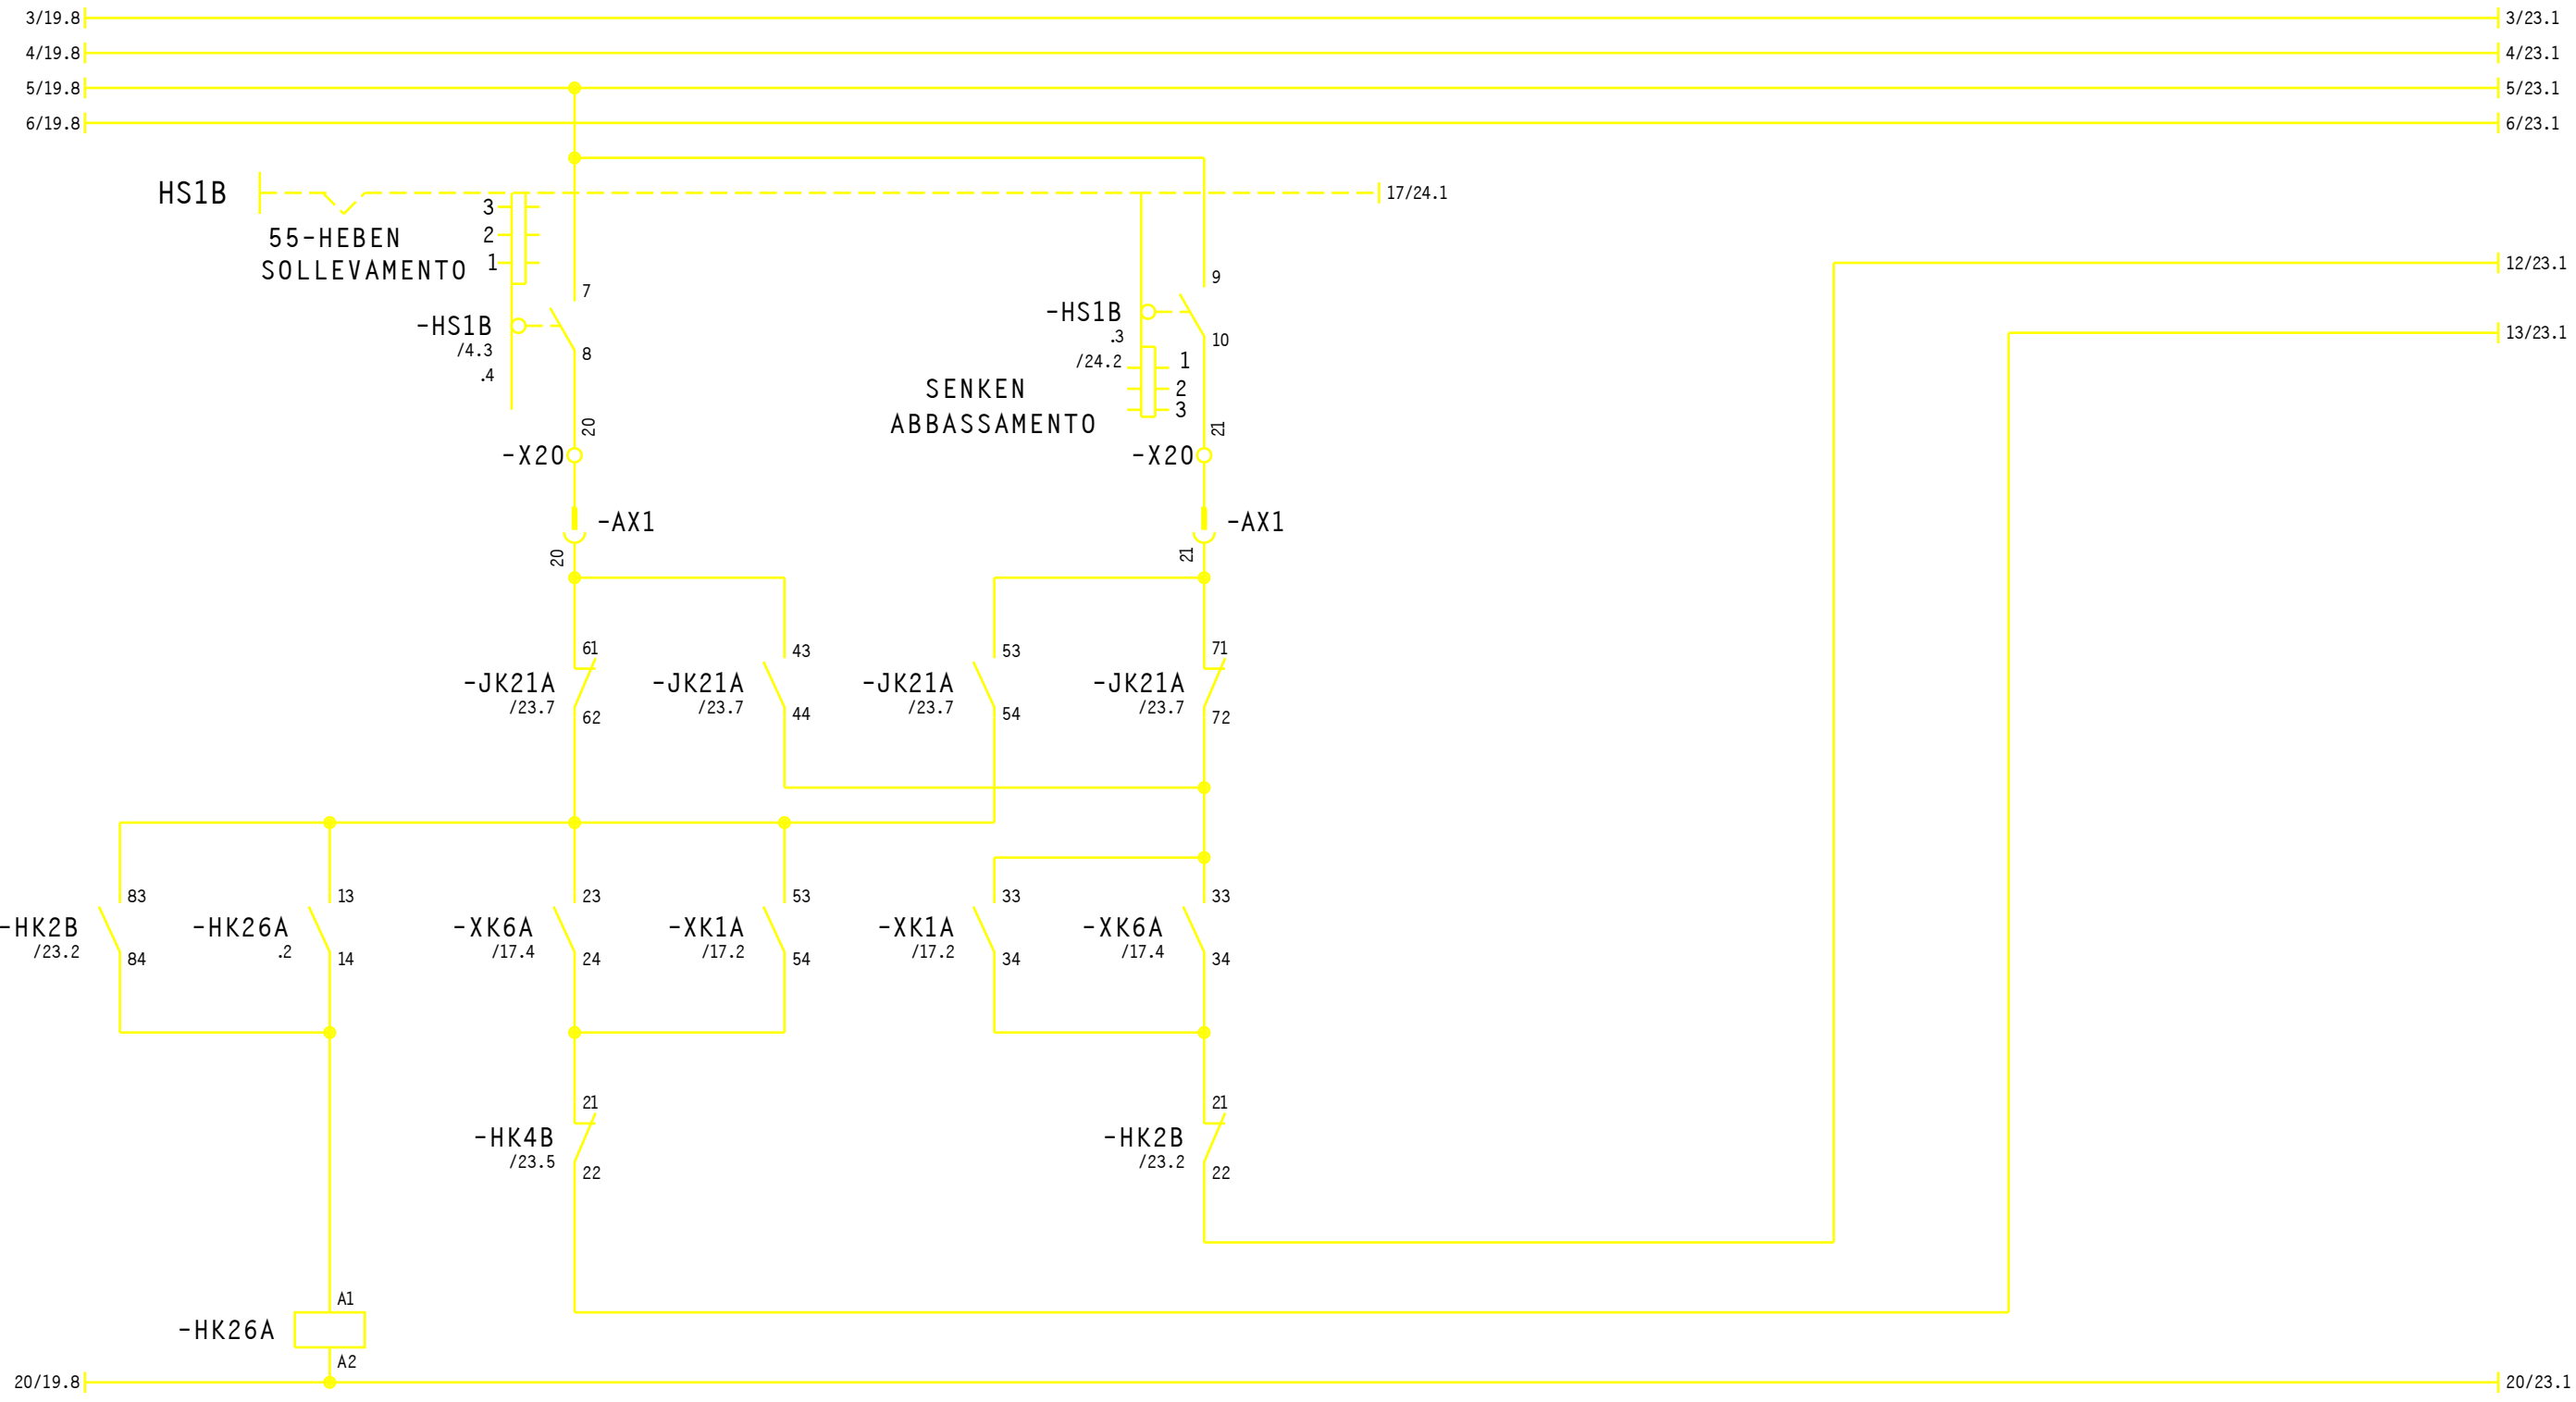 3/19.8 3/23.1
4/19.8 4/23.1
5/19.8 5/23.1
6/19.8 6/23.1
HS1B 17/24.1
3
55-HEBEN 2
SOLLEVAMENTO 1
12/23.1
7 9
-HS1B 8
/4.3
.4
-HS1B 10
.3
/24.2 1
2
3
13/23.1
SENKEN
ABBASSAMENTO
20 21
-X20 -X20
-AX1 -AX1
20 21
61 43 53 71
-JK21A -JK21A -JK21A -JK21A
/23.7 /23.7 /23.7 /23.7
62 44 54 72
83 13 23 53 33 33
-HK2B -HK26A -XK6A -XK1A -XK1A -XK6A
/23.2 .2 /17.4 /17.2 /17.2 /17.4
84 14 24 54 34 34
21 21
-HK4B -HK2B
/23.5 /23.2
22 22
A1
-HK26A
A2
20/19.8 20/23.1